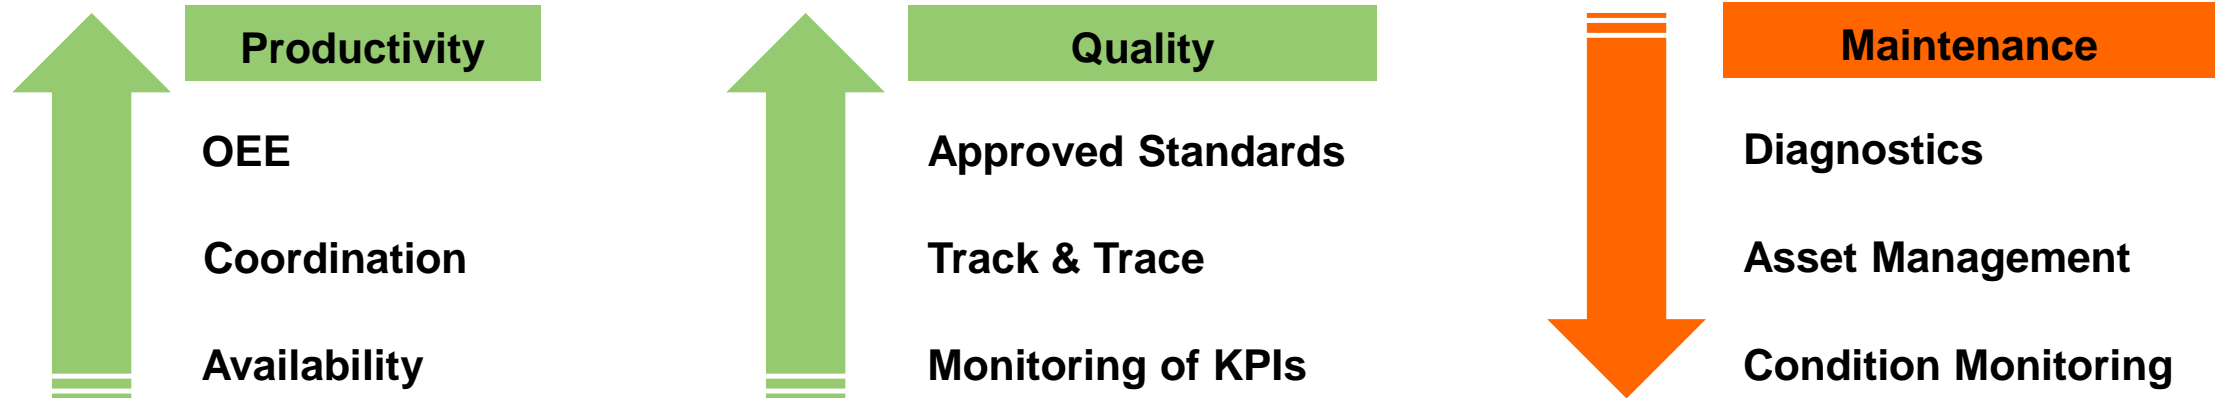 Productivity
OEE
Coordination
Availability
Quality
Approved Standards
Track & Trace
Monitoring of KPIs
Maintenance
Diagnostics
Asset Management
Condition Monitoring